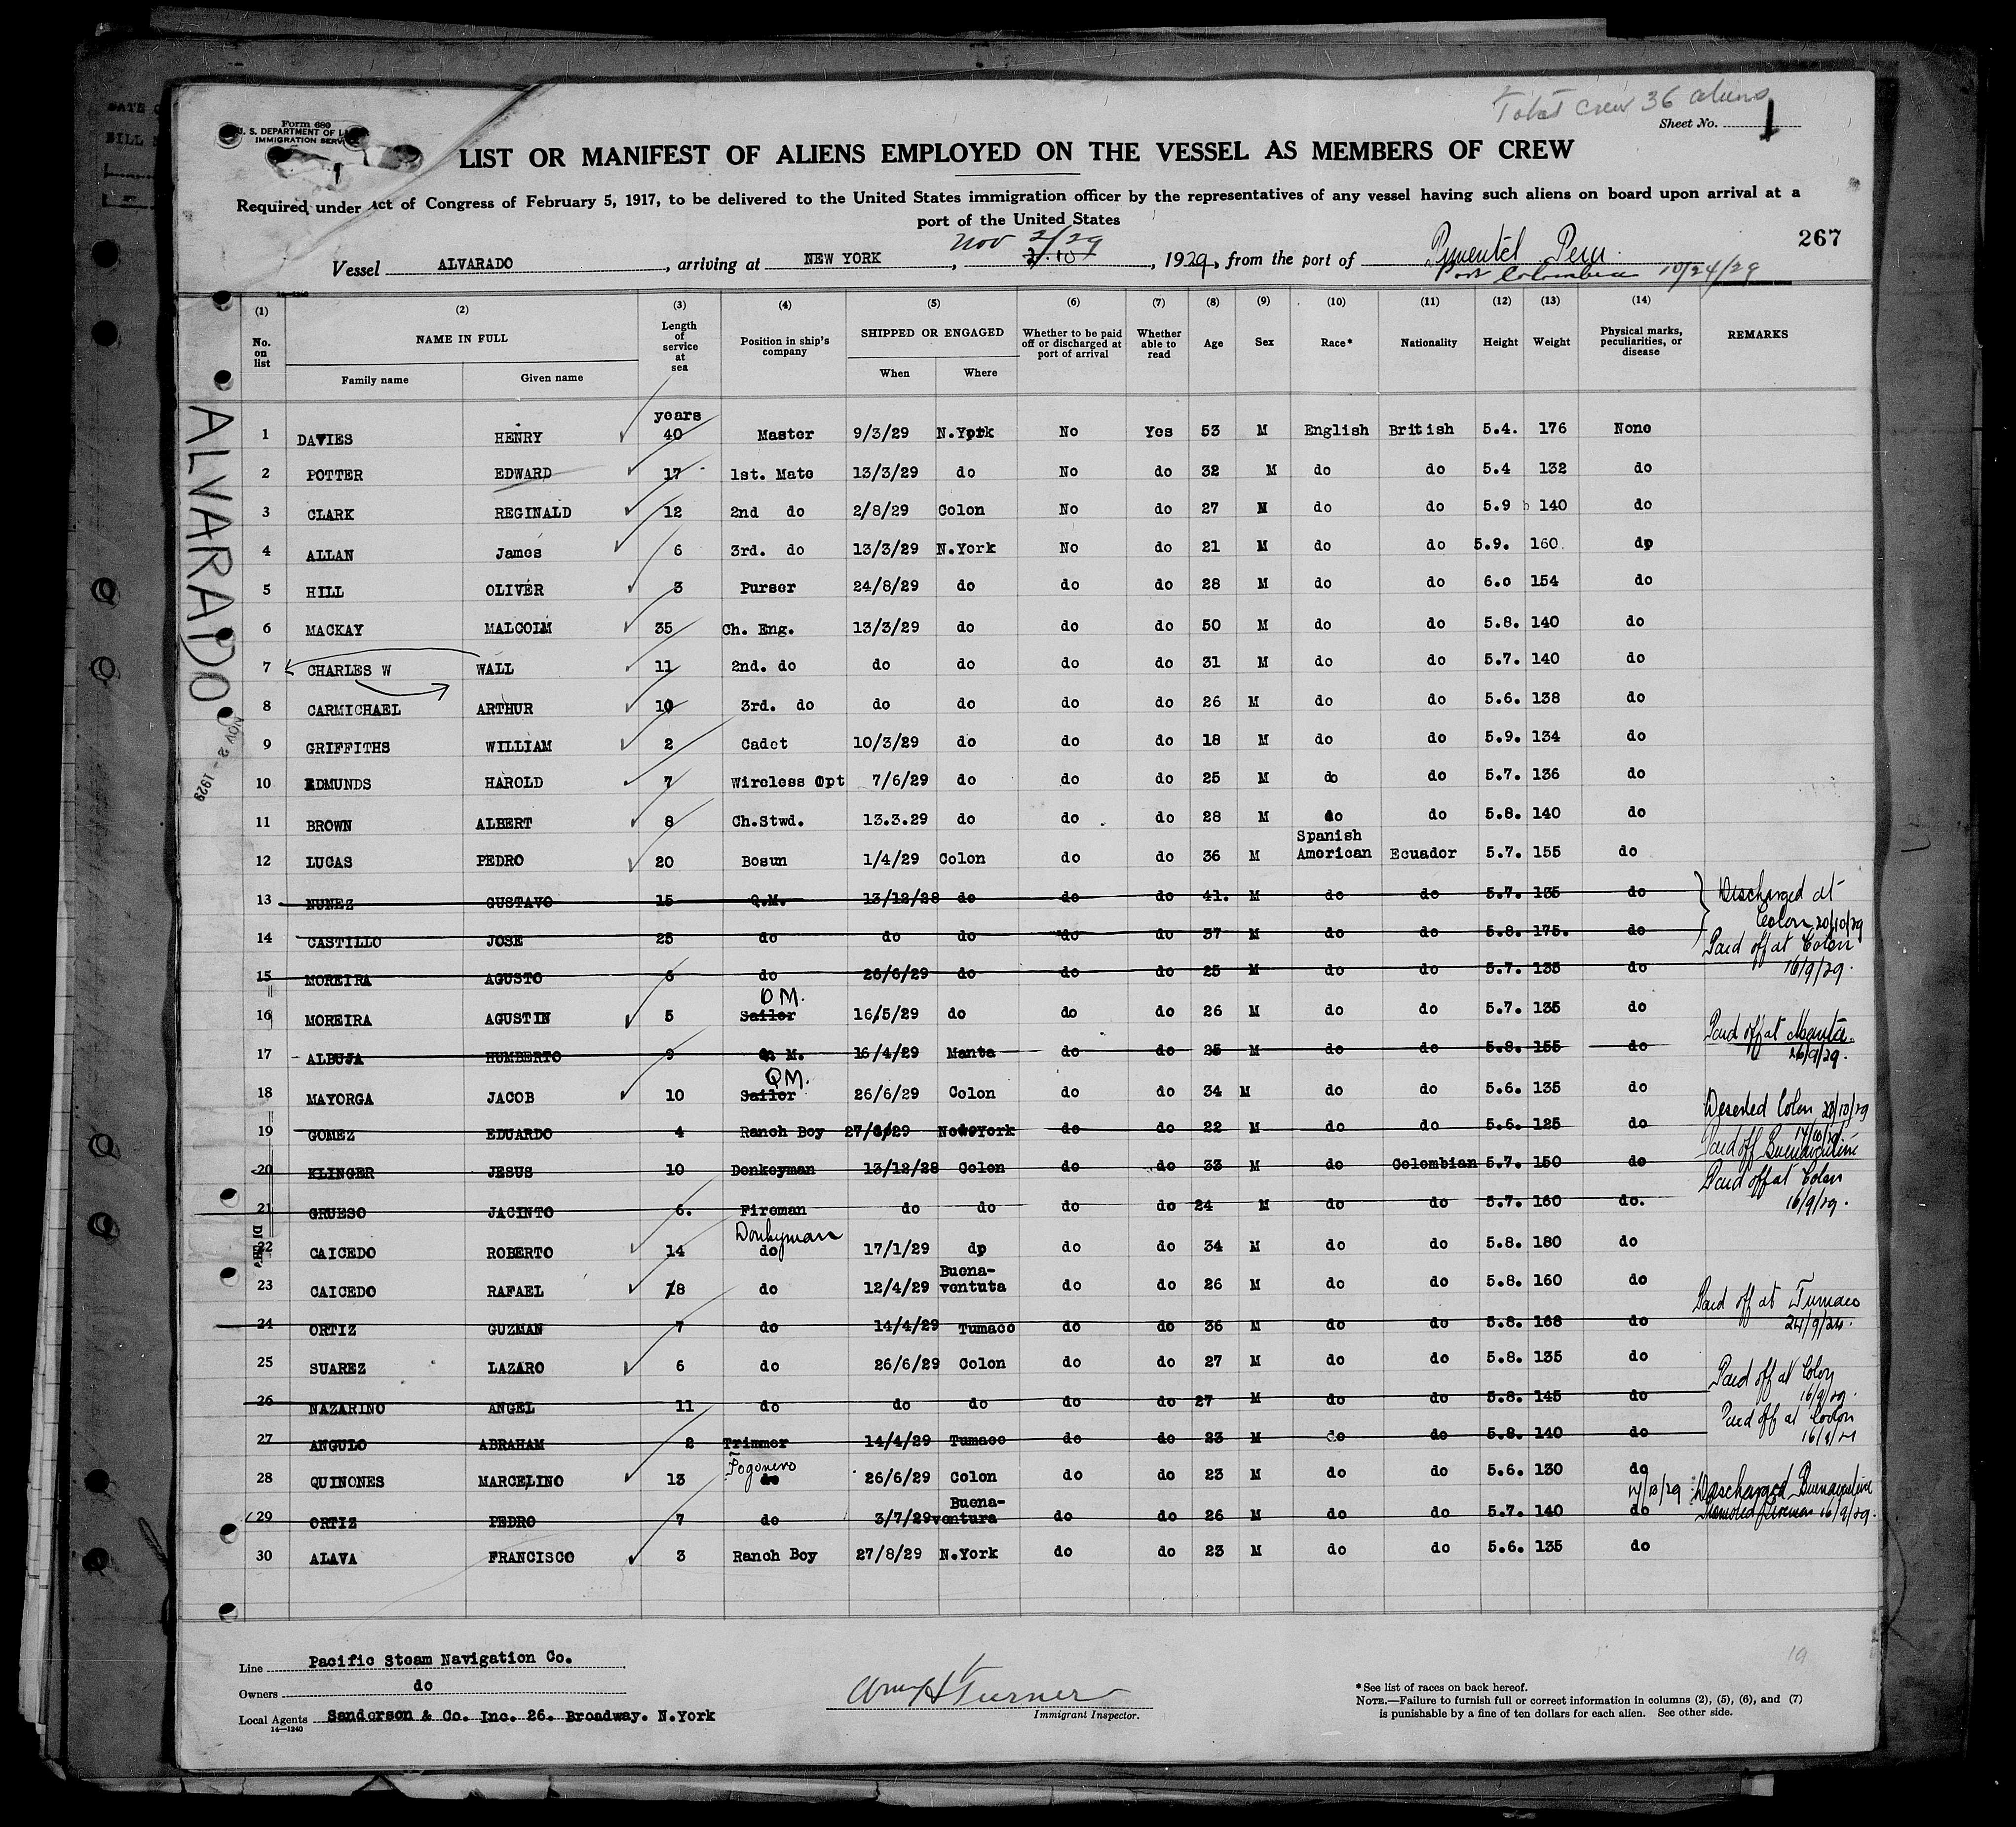 Total crew 36 aliens
Form 680
U. S. DEPARTMENT OF
IMMIGRATION SERVICE
Sheet No. 1
LIST OR MANIFEST OF ALIENS EMPLOYED ON THE VESSEL AS MEMBERS OF CREW
Required under Act of Congress of February 5, 1917, to be delivered to the United States immigration officer by the representatives of any vessel having such aliens on board upon arrival at a
port of the United States
267
Nov 2/29
Vessel ALVARADO, arriving at NEW YORK, 1929, from the port of Pimentel Peru
Port Colombia 10/24/29
14-1240
(1) (2) (3) (4) (5) (6) (7) (8) (9) (10) (11) (12) (13) (14)
No. on list NAME IN FULL Length of service at sea Position in ship's company SHIPPED OR ENGAGED Whether to be paid off or discharged at port of arrival Whether able to read Age Sex Race* Nationality Height Weight Physical marks, peculiarities, or disease REMARKS
Family name Given name When Where
years
1 DAVIES HENRY 40 Master 9/3/29 N.York No Yes 53 M English British 5.4. 176 None
2 POTTER EDWARD 17 1st. Mate 13/3/29 do No do 32 M do do 5.4 132 do
3 CLARK REGINALD 12 2nd do 2/8/29 Colon No do 27 M do do 5.9 140 do
4 ALLAN James 6 3rd. do 13/3/29 N.York No do 21 M do do 5.9. 160. dp
5 HILL OLIVER 3 Purser 24/8/29 do do do 28 M do do 6.0 154 do
6 MACKAY MALCOLM 35 Ch. Eng. 13/3/29 do do do 50 M do do 5.8. 140 do
7 CHARLES W WALL 11 2nd. do do do do do 31 M do do 5.7. 140 do
8 CARMICHAEL ARTHUR 10 3rd. do do do do do 26 M do do 5.6. 138 do
9 GRIFFITHS WILLIAM 2 Cadet 10/3/29 do do do 18 M do do 5.9. 134 do
10 EDMUNDS HAROLD 7 Wireless Opt 7/6/29 do do do 25 M do do 5.7. 136 do
11 BROWN ALBERT 8 Ch.Stwd. 13.3.29 do do do 28 M do do 5.8. 140 do
Spanish
12 LUCAS PEDRO 20 Bosun 1/4/29 Colon do do 36 M American Ecuador 5.7. 155 do
13 NUNEZ GUSTAVO 15 Q.M. 13/12/28 do do do 41. M do do 5.7. 135 do Discharged at
Colon 20/10/29
14 CASTILLO JOSE 25 do do do do do 37 M do do 5.8. 175. do
Paid off at Colon
15 MOREIRA AGUSTO 6 do 26/6/29 do do do 25 M do do 5.7. 135 do 16/9/29.
16 MOREIRA AGUSTIN 5 Sailor 16/5/29 do do do 26 M do do 5.7. 135 do
Paid off at Manta.
17 ALBUJA HUMBERTO 9 Q M. 16/4/29 Manta do do 25 M do do 5.8. 155 do 26/9/29.
QM.
18 MAYORGA JACOB 10 Sailor 26/6/29 Colon do do 34 M do do 5.6. 135 do
Deserted Colon 20/10/29
19 GOMEZ EDUARDO 4 Ranch Boy 27/8/29 NewYork do do 22 M do do 5.6. 125 do
Paid off
20 KLINGER JESUS 10 Donkeyman 13/12/28 Colon do do 33 M do Colombian 5.7. 150 do
Paid off at Colon
21 GRUESO JACINTO 6. Fireman do do do do 24 M do do 5.7. 160 do. 16/9/29.
Donkyman
22 CAICEDO ROBERTO 14 do 17/1/29 dp do do 34 M do do 5.8. 180 do
Buena-
23 CAICEDO RAFAEL 8 do 12/4/29 ventuta do do 26 M do do 5.8. 160 do
Paid off at Tumaco
24 ORTIZ GUZMAN 7 do 14/4/29 Tumaco do do 36 M do do 5.8. 168 do
25 SUAREZ LAZARO 6 do 26/6/29 Colon do do 27 M do do 5.8. 135 do
Paid off at Colon
16/9/29.
26 NAZARINO ANGEL 11 do do do do do 27 M do do 5.8. 145 do
Paid off at Colon
27 ANGULO ABRAHAM 2 Trimmer 14/4/29 Tumaco do do 23 M do do 5.8. 140 do
Fogonero
28 QUINONES MARCELINO 13 do 26/6/29 Colon do do 23 M do do 5.6. 130 do
Discharged
Buena-
29 ORTIZ PEDRO 7 do 3/7/29 ventura do do 26 M do do 5.7. 140 do Fireman 16/9/29.
30 ALAVA FRANCISCO 3 Ranch Boy 27/8/29 N.York do do 23 M do do 5.6. 135 do
ALVARADO
NOV 2 - 1929
Line Pacific Steam Navigation Co.
Owners do
Local Agents Sanderson & Co. Inc. 26. Broadway. N.York
14-1240
Wm H Turner
Immigrant Inspector.
19
*See list of races on back hereof.
NOTE.—Failure to furnish full or correct information in columns (2), (5), (6), and (7)
is punishable by a fine of ten dollars for each alien. See other side.